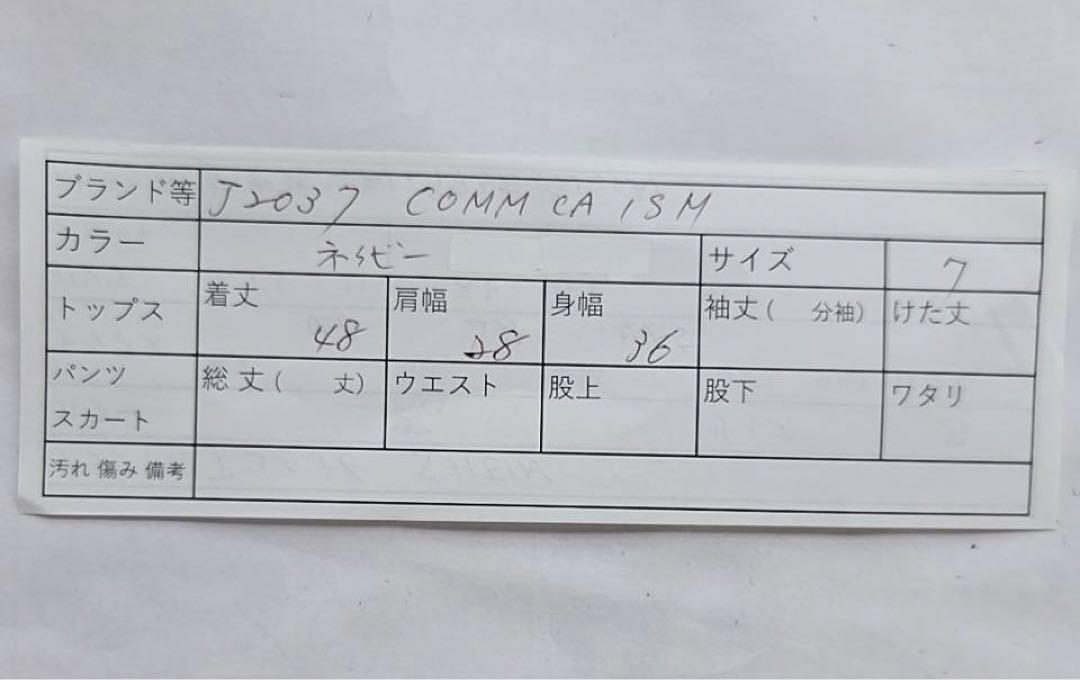 ブランド等 J2037 COMM CA ISM
カラー ネイビー サイズ 7
トップス 着丈 48 肩幅 28 身幅 36 袖丈( 分袖) けた丈
パンツ スカート 総丈( 丈) ウエスト 股上 股下 ワタリ
汚れ 傷み 備考